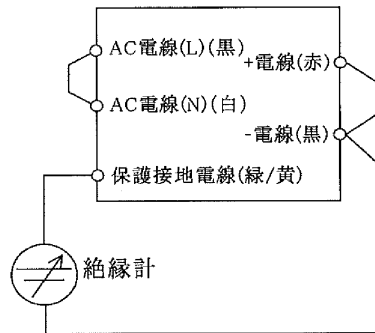 AC電線(L)(黒)
+電線(赤)
AC電線(N)(白)
-電線(黒)
保護接地電線(緑/黄)
絶縁計